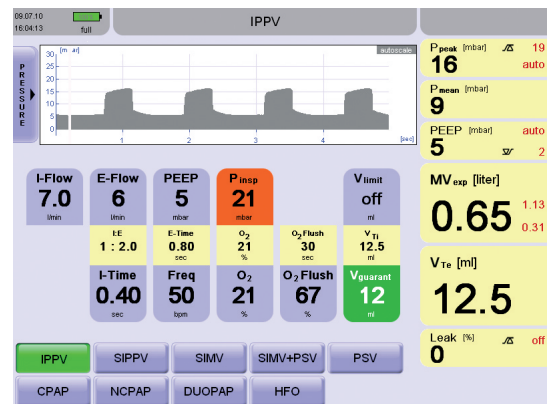 09.07.10
16:04:13
full
IPPV
PRESSURE
[m ar]
autoscale
30
25
20
15
10
5
0
1 2 3 4 [sec]
Ppeak [mbar] 19
16 auto
Pmean [mbar]
9
PEEP [mbar] auto
5 2
MVexp [liter]
0.65 1.13
0.31
VTe [ml]
12.5
Leak [%] off
0
I-Flow E-Flow PEEP Pinsp Vlimit
7.0 6 5 21 off
l/min l/min mbar mbar ml
I:E E-Time O2 O2 Flush VTi
1 : 2.0 0.80 21 30 12.5
sec % sec ml
I-Time Freq O2 O2 Flush Vguarant
0.40 50 21 67 12
sec bpm % % ml
IPPV SIPPV SIMV SIMV+PSV PSV
CPAP NCPAP DUOPAP HFO